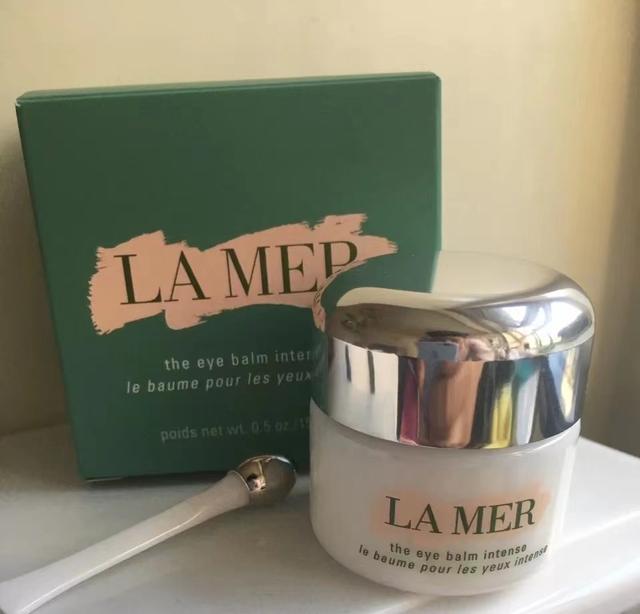 LA MER
the eye balm
le baume pour les yeux
poids net wt. 0.5 oz./15
LA MER
the eye balm intense
le baume pour les yeux intense